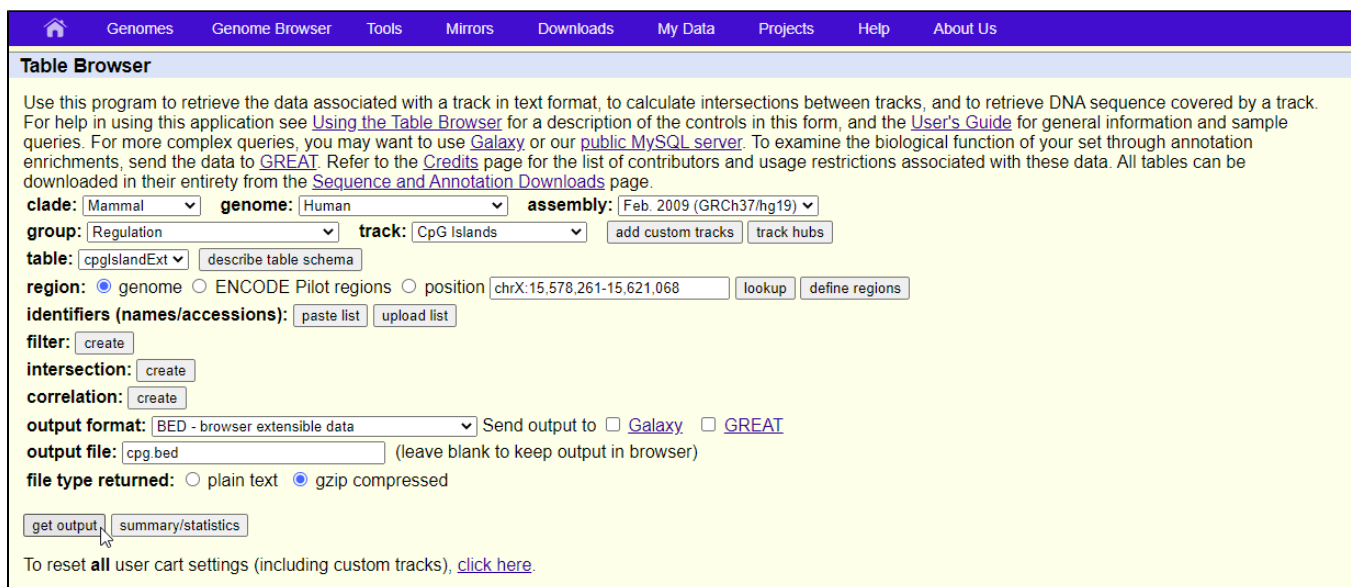 Genomes Genome Browser Tools Mirrors Downloads My Data Projects Help About Us
Table Browser
Use this program to retrieve the data associated with a track in text format, to calculate intersections between tracks, and to retrieve DNA sequence covered by a track.
For help in using this application see Using the Table Browser for a description of the controls in this form, and the User's Guide for general information and sample
queries. For more complex queries, you may want to use Galaxy or our public MySQL server. To examine the biological function of your set through annotation
enrichments, send the data to GREAT. Refer to the Credits page for the list of contributors and usage restrictions associated with these data. All tables can be
downloaded in their entirety from the Sequence and Annotation Downloads page.
clade: Mammal genome: Human assembly: Feb. 2009 (GRCh37/hg19)
group: Regulation track: CpG Islands add custom tracks track hubs
table: cpgIslandExt describe table schema
region: genome ENCODE Pilot regions position chrX:15,578,261-15,621,068 lookup define regions
identifiers (names/accessions): paste list upload list
filter: create
intersection: create
correlation: create
output format: BED - browser extensible data Send output to Galaxy GREAT
output file: cpg.bed (leave blank to keep output in browser)
file type returned: plain text gzip compressed
get output summary/statistics
To reset all user cart settings (including custom tracks), click here.